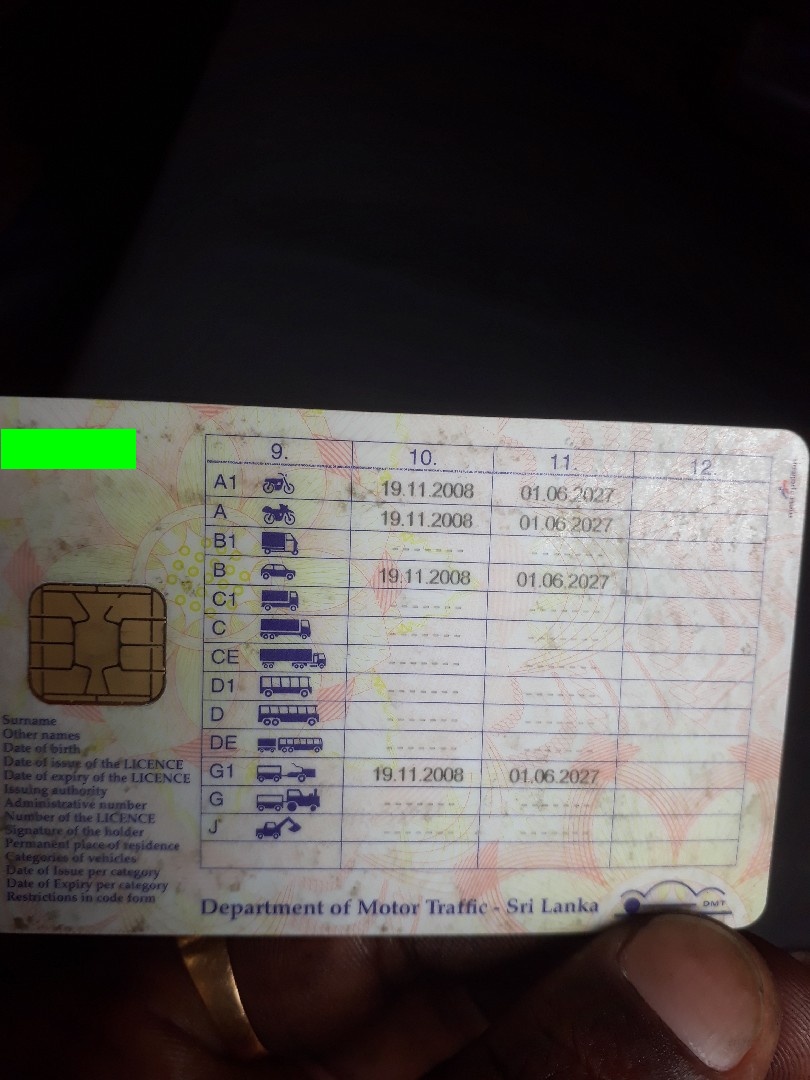 9. 10. 11. 12.
A1 19.11.2008 01.06.2027
A 19.11.2008 01.06.2027
B1 ------- -------
B 19.11.2008 01.06.2027
C1 ------- -------
C ------- -------
CE ------- -------
D1 ------- -------
D ------- -------
DE ------- -------
G1 19.11.2008 01.06.2027
G ------- -------
J ------- -------
Surname
Other names
Date of birth
Date of issue of the LICENCE
Date of expiry of the LICENCE
Issuing authority
Administrative number
Number of the LICENCE
Signature of the holder
Permanent place of residence
Categories of vehicles
Date of Issue per category
Date of Expiry per category
Restrictions in code form
Department of Motor Traffic - Sri Lanka
DMT